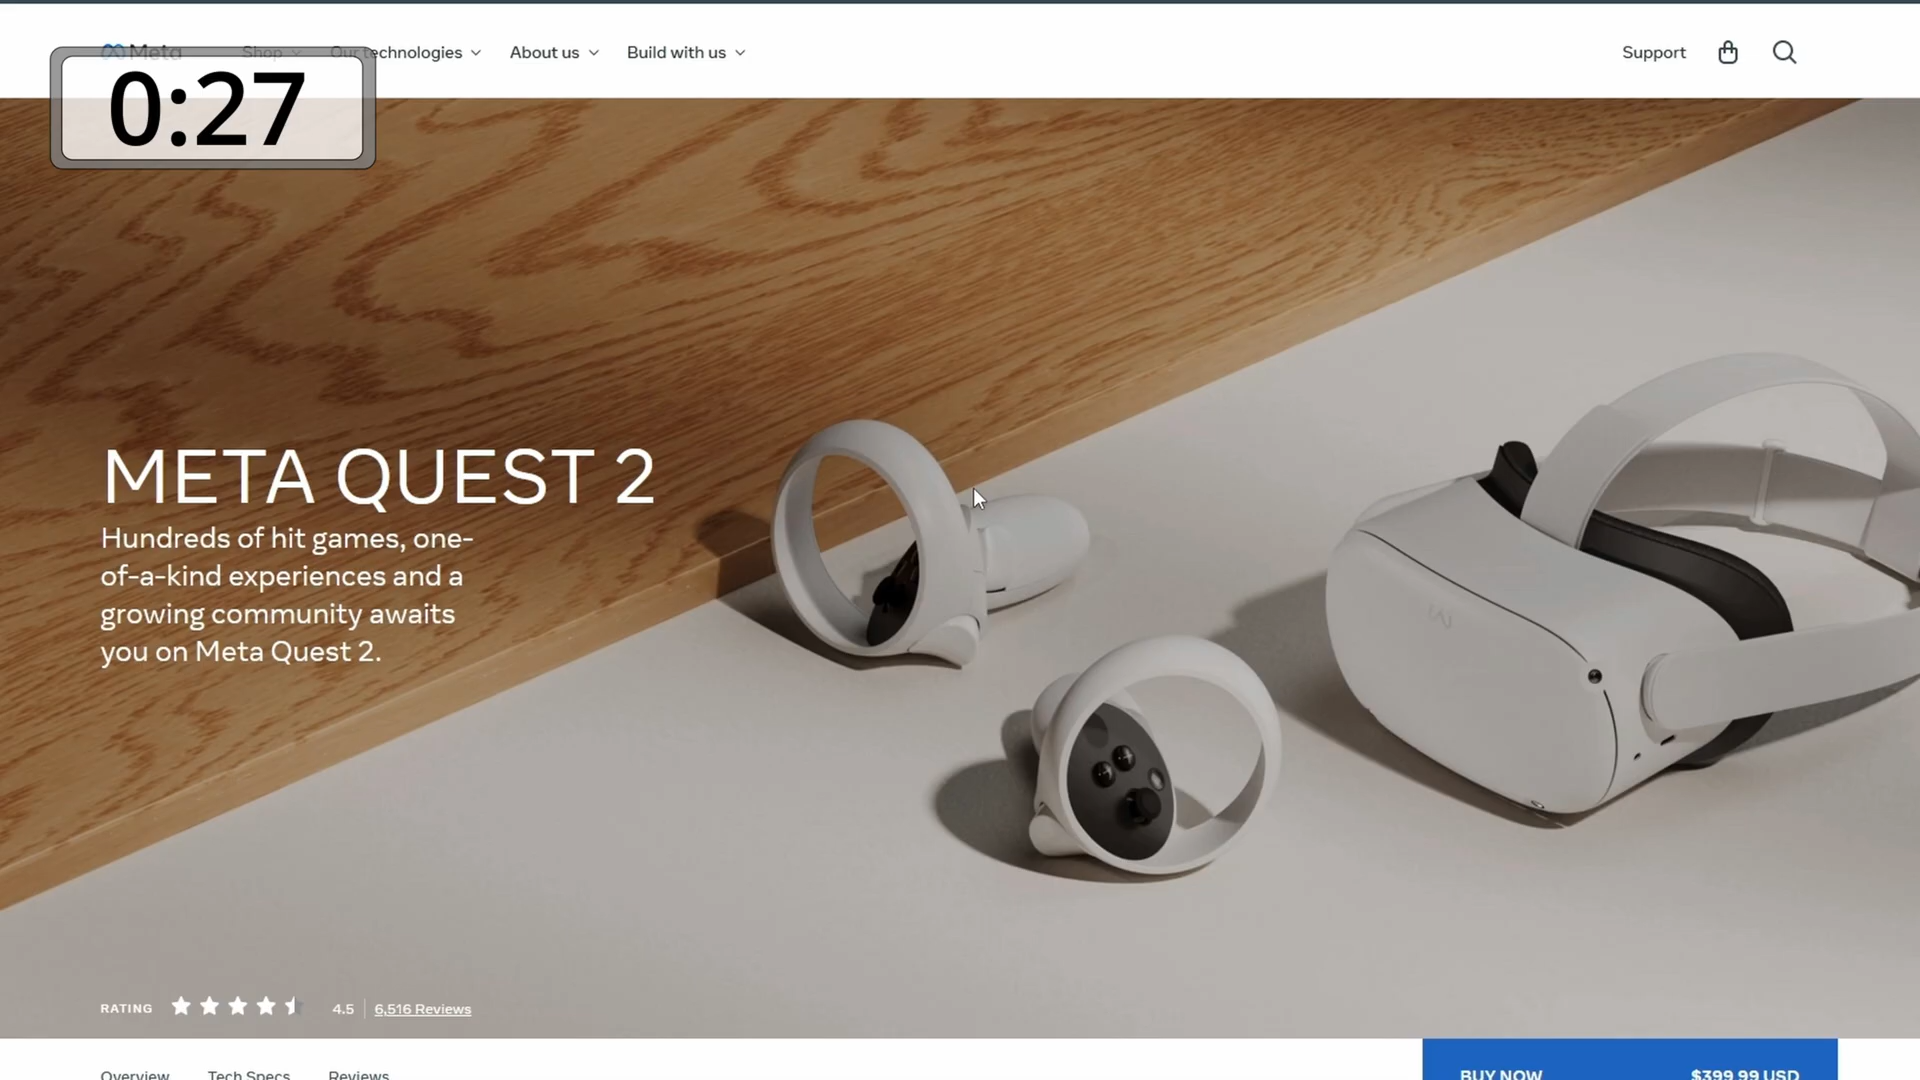 Meta
Shop
Our technologies
About us
Build with us
Support
0:27
META QUEST 2
Hundreds of hit games, one-
of-a-kind experiences and a
growing community awaits
you on Meta Quest 2.
RATING
4.5
6,516 Reviews
Overview
Tech Specs
Reviews
BUY NOW
$399.99 USD